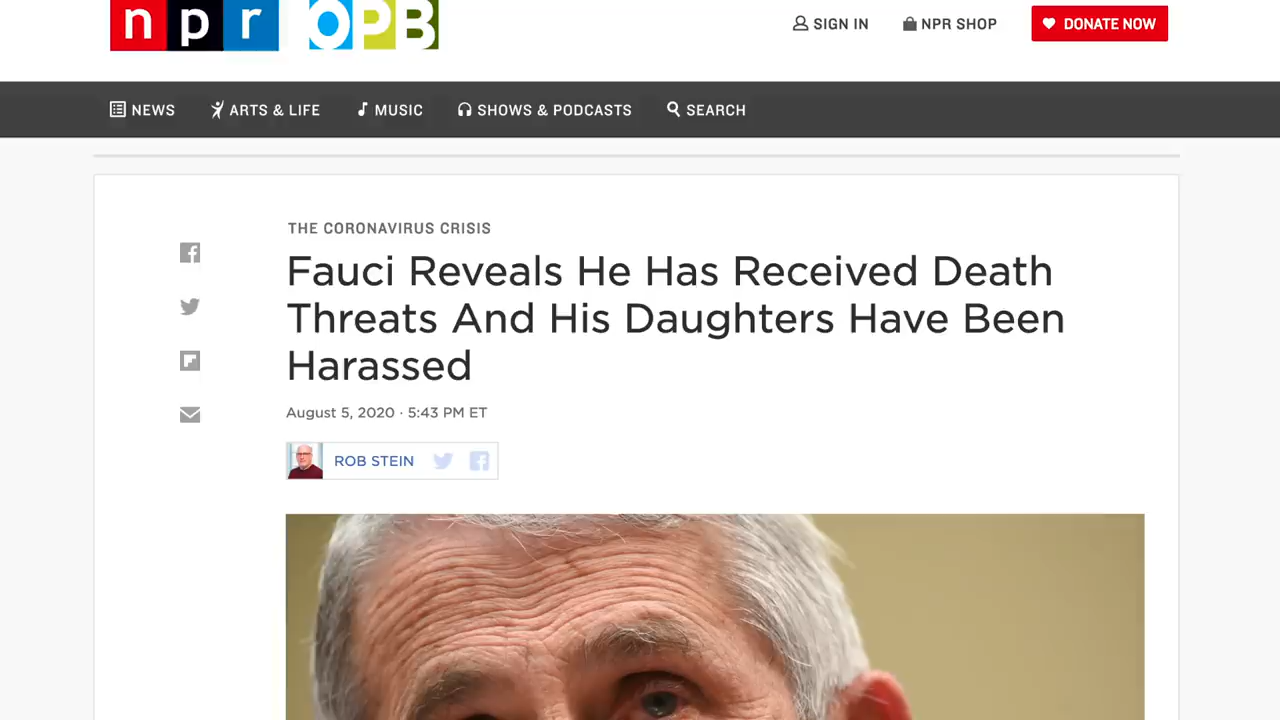 npr OPB
SIGN IN NPR SHOP DONATE NOW
NEWS ARTS & LIFE MUSIC SHOWS & PODCASTS SEARCH
THE CORONAVIRUS CRISIS
Fauci Reveals He Has Received Death
Threats And His Daughters Have Been
Harassed
August 5, 2020 · 5:43 PM ET
ROB STEIN